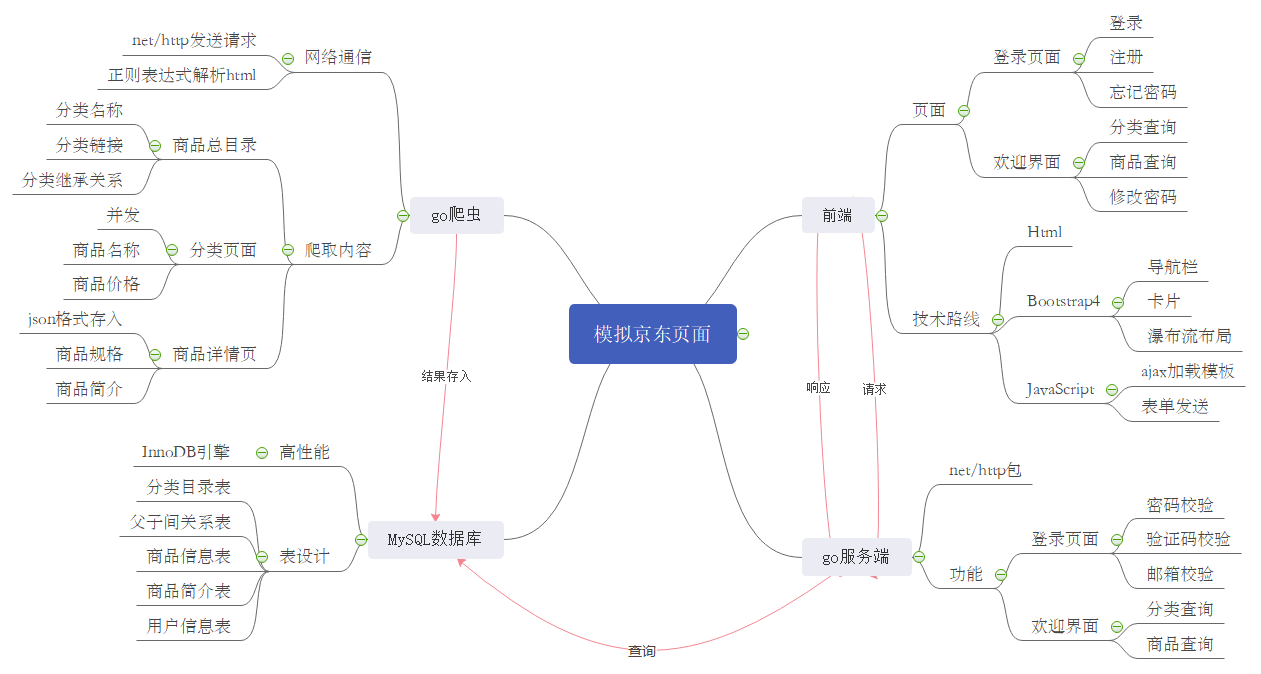 模拟京东页面
go爬虫
网络通信
net/http发送请求
正则表达式解析html
爬取内容
商品总目录
分类名称
分类链接
分类继承关系
分类页面
并发
商品名称
商品价格
商品详情页
json格式存入
商品规格
商品简介
MySQL数据库
高性能
InnoDB引擎
表设计
分类目录表
父子间关系表
商品信息表
商品简介表
用户信息表
前端
页面
登录页面
登录
注册
忘记密码
欢迎界面
分类查询
商品查询
修改密码
技术路线
Html
Bootstrap4
导航栏
卡片
瀑布流布局
JavaScript
ajax加载模板
表单发送
go服务端
net/http包
功能
登录页面
密码校验
验证码校验
邮箱校验
欢迎界面
分类查询
商品查询
结果存入
响应
请求
查询